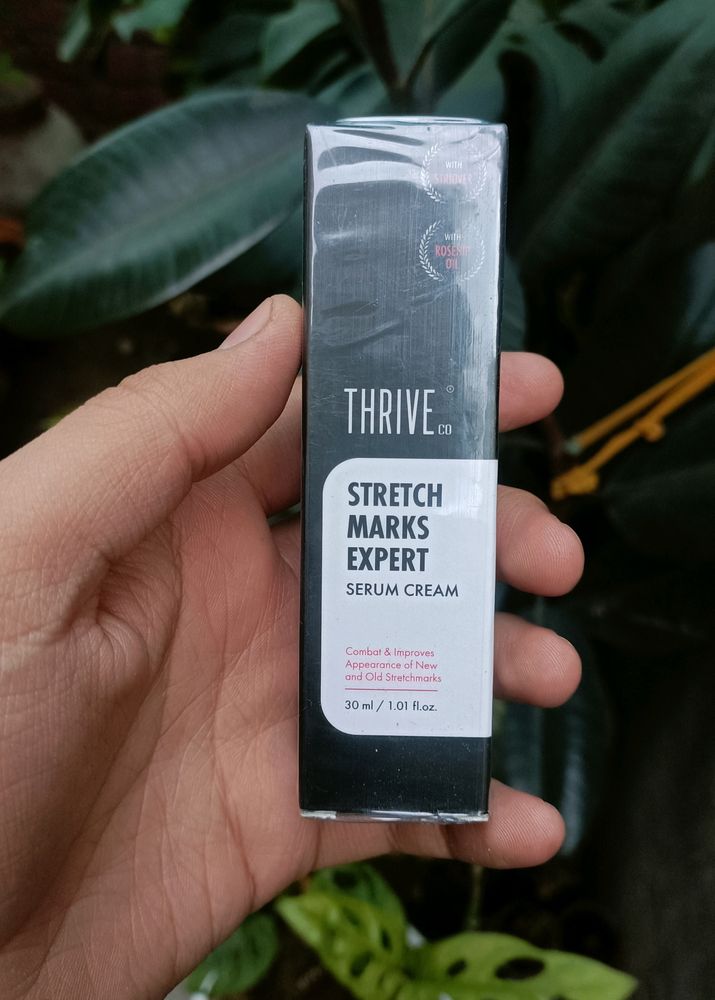 WITH
STRIOVER
WITH
ROSEHIP
OIL
THRIVE CO
STRETCH
MARKS
EXPERT
SERUM CREAM
Combat & Improves
Appearance of New
and Old Stretchmarks
30 ml / 1.01 fl.oz.